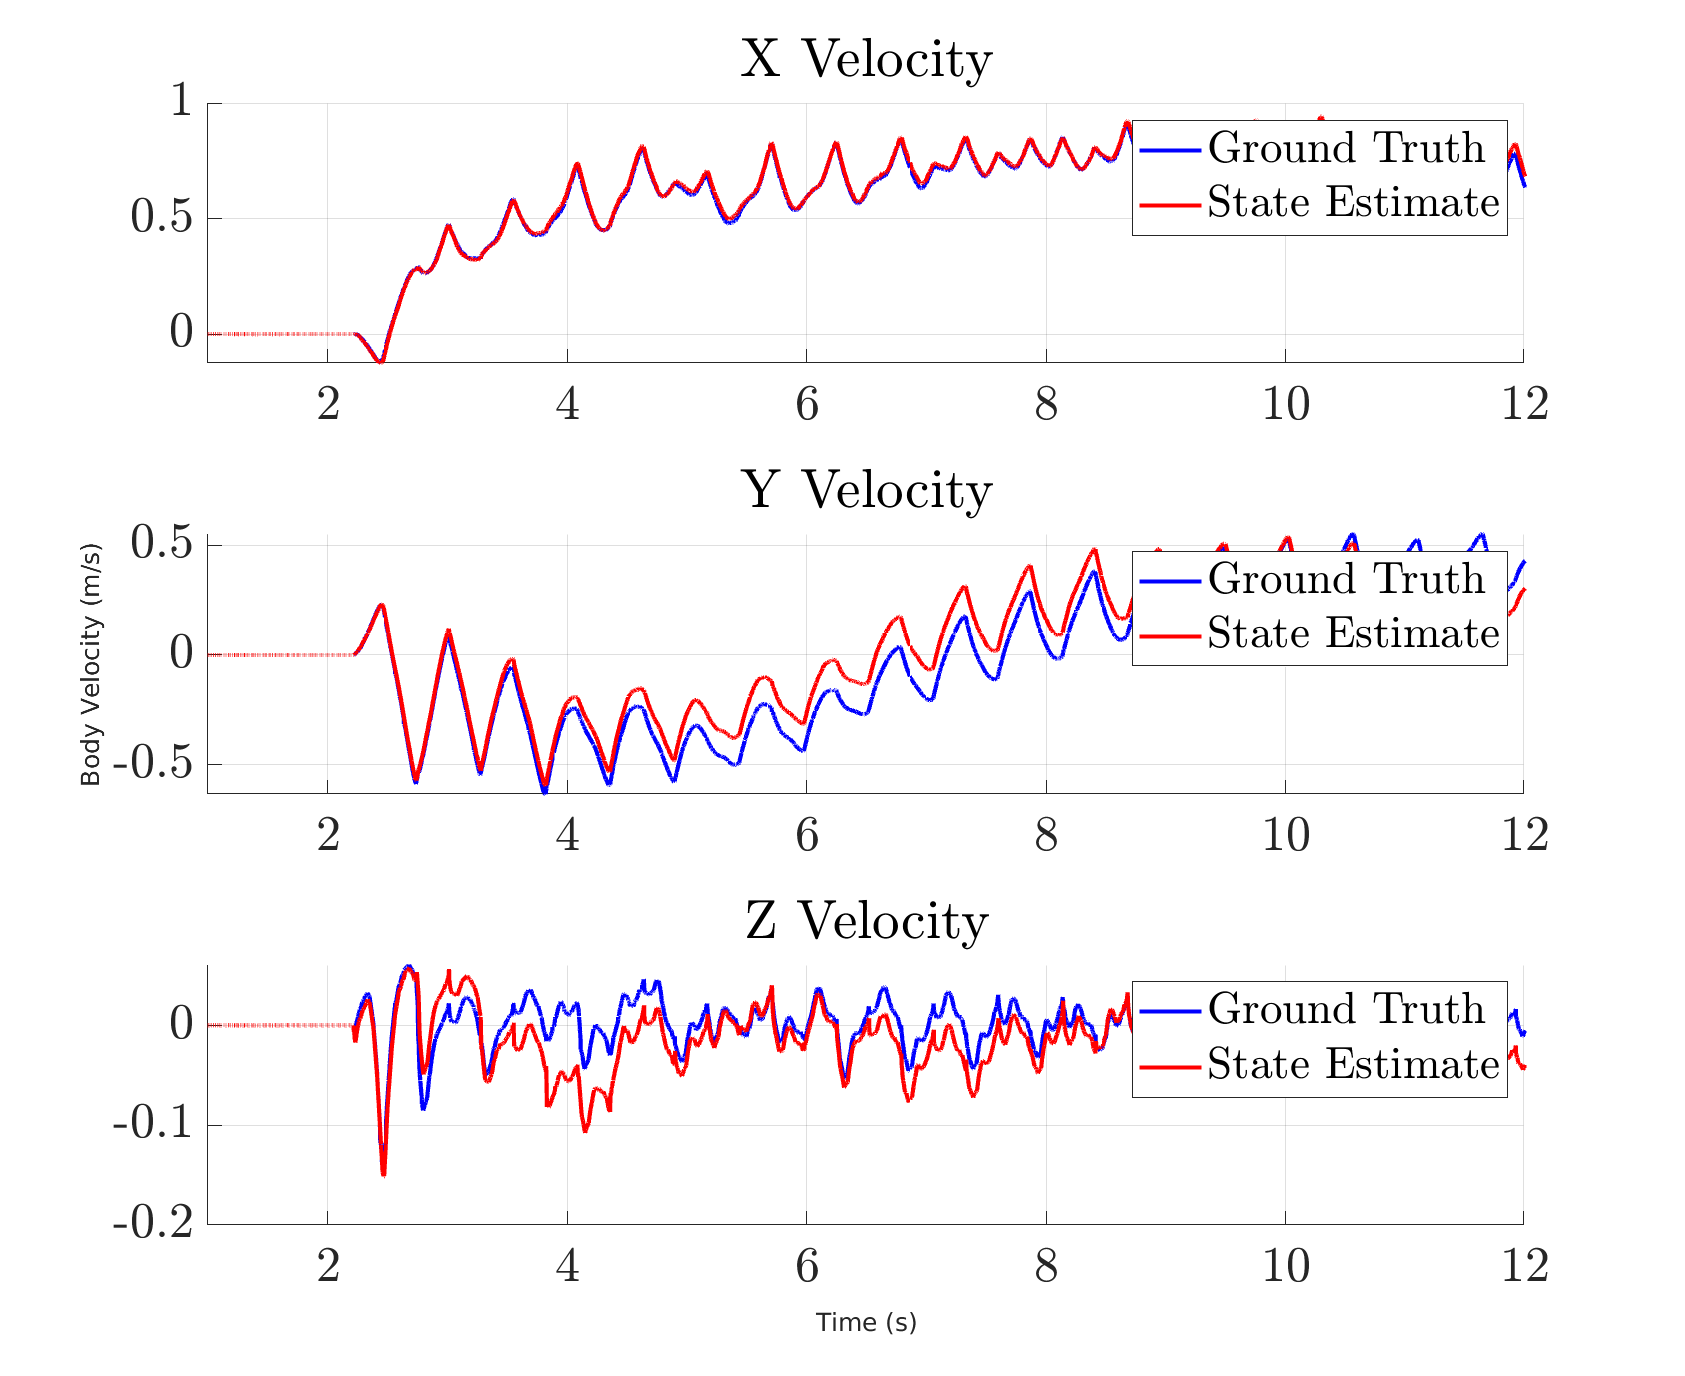 X Velocity
1
0.5
0
2 4 6 8 10 12
Ground Truth
State Estimate
Y Velocity
Body Velocity (m/s)
0.5
0
-0.5
2 4 6 8 10 12
Ground Truth
State Estimate
Z Velocity
0
-0.1
-0.2
2 4 6 8 10 12
Ground Truth
State Estimate
Time (s)